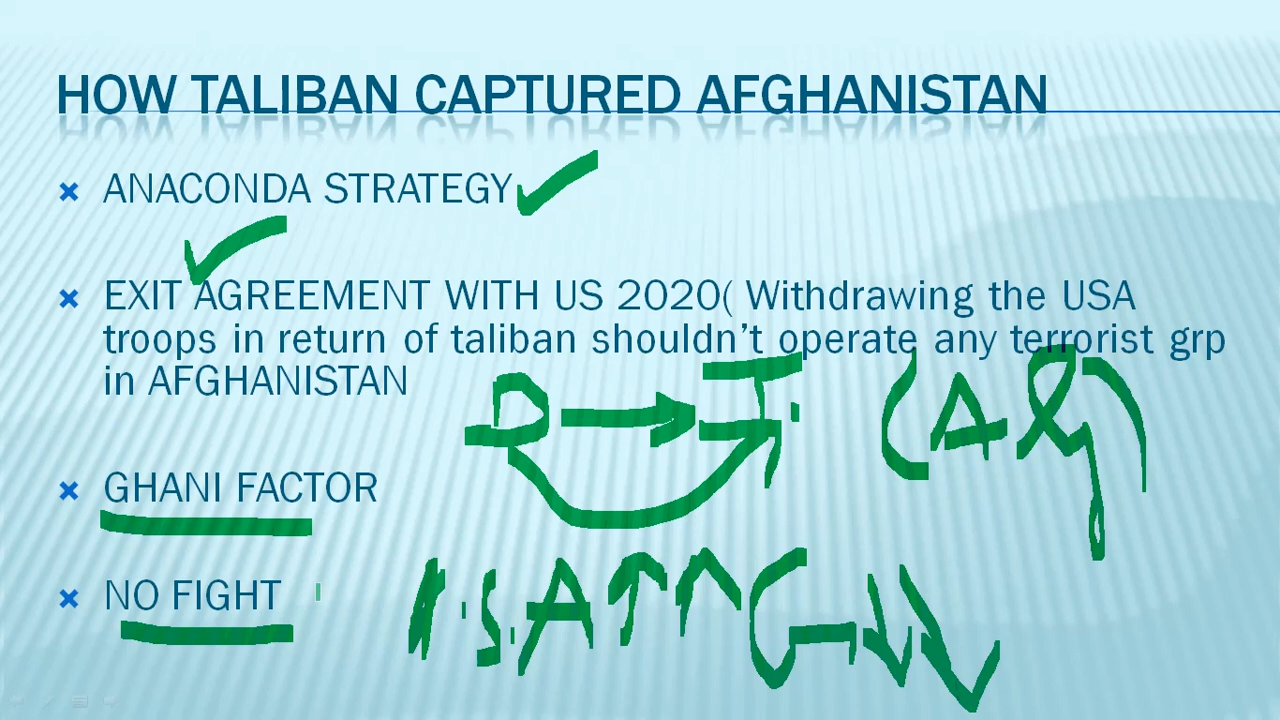 HOW TALIBAN CAPTURED AFGHANISTAN
ANACONDA STRATEGY
EXIT AGREEMENT WITH US 2020( Withdrawing the USA
troops in return of taliban shouldn't operate any terrorist grp
in AFGHANISTAN
GHANI FACTOR
NO FIGHT